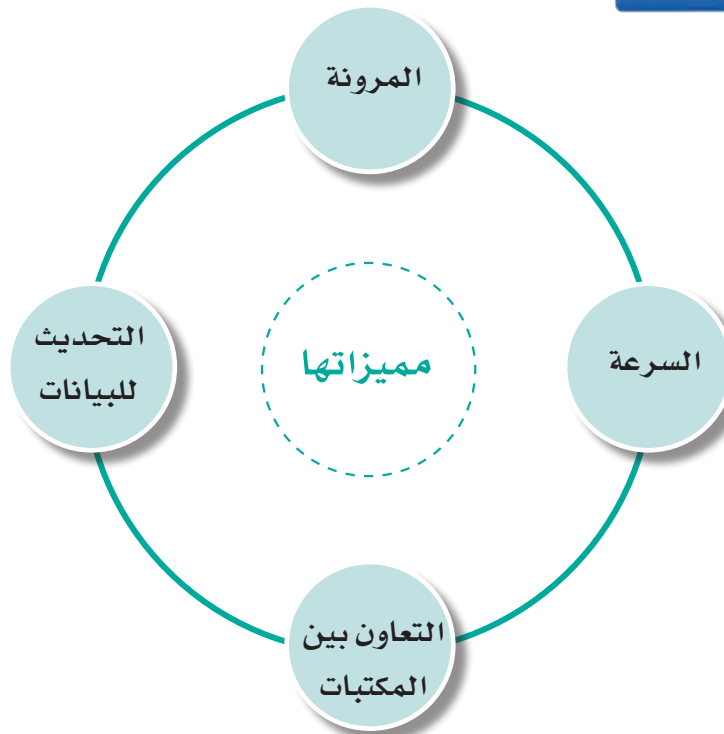 المرونة
السرعة
مميزاتها
التحديث
للبيانات
التعاون بين
المكتبات